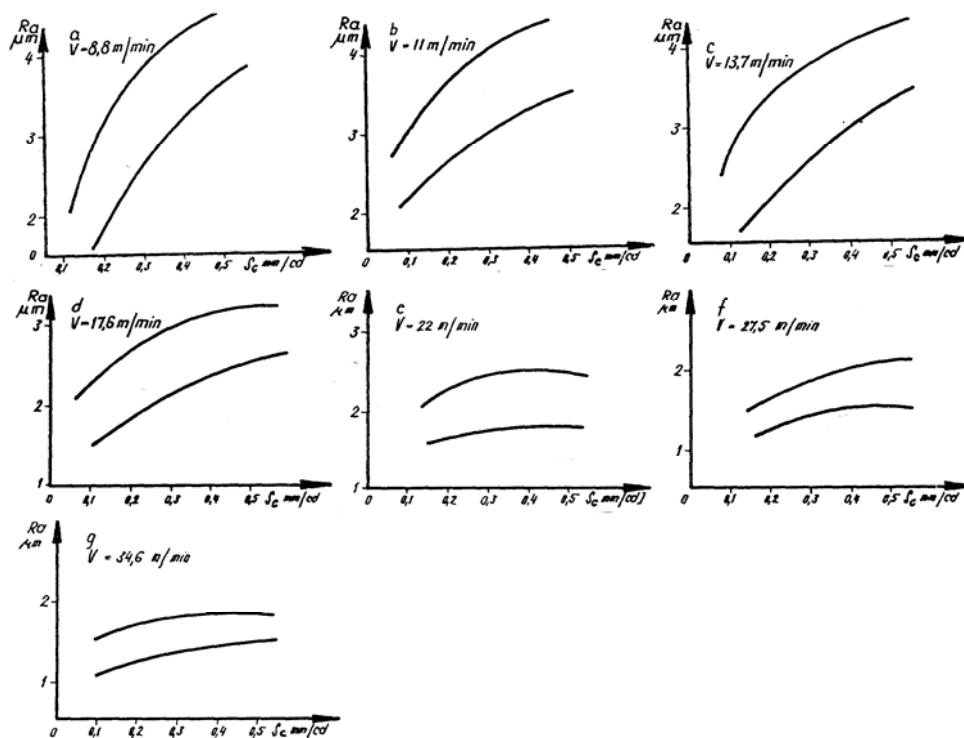 Ra
μm
a
V=8,8 m/min
4
3
2
0
0,1 0,2 0,3 0,4 0,5 Sc mm/cd
Ra
μm
b
V=11 m/min
4
3
2
0 0,1 0,2 0,3 0,4 0,5 Sc mm/cd
Ra
μm
c
V=13,7 m/min
4
3
2
0 0,1 0,2 0,3 0,4 0,5 Sc mm/cd
Ra
μm
d
V=17,6 m/min
3
2
1
0 0,1 0,2 0,3 0,4 0,5 Sc mm/cd
Ra
μm
e
V=22 m/min
3
2
0 0,1 0,2 0,3 0,4 0,5 Sc mm/cd]
Ra
μm
f
V=27,5 m/min
2
1
0 0,1 0,2 0,3 0,4 0,5 Sc mm/cd
Ra
μm
g
V=34,6 m/min
2
1
0 0,1 0,2 0,3 0,4 0,5 Sc mm/cd